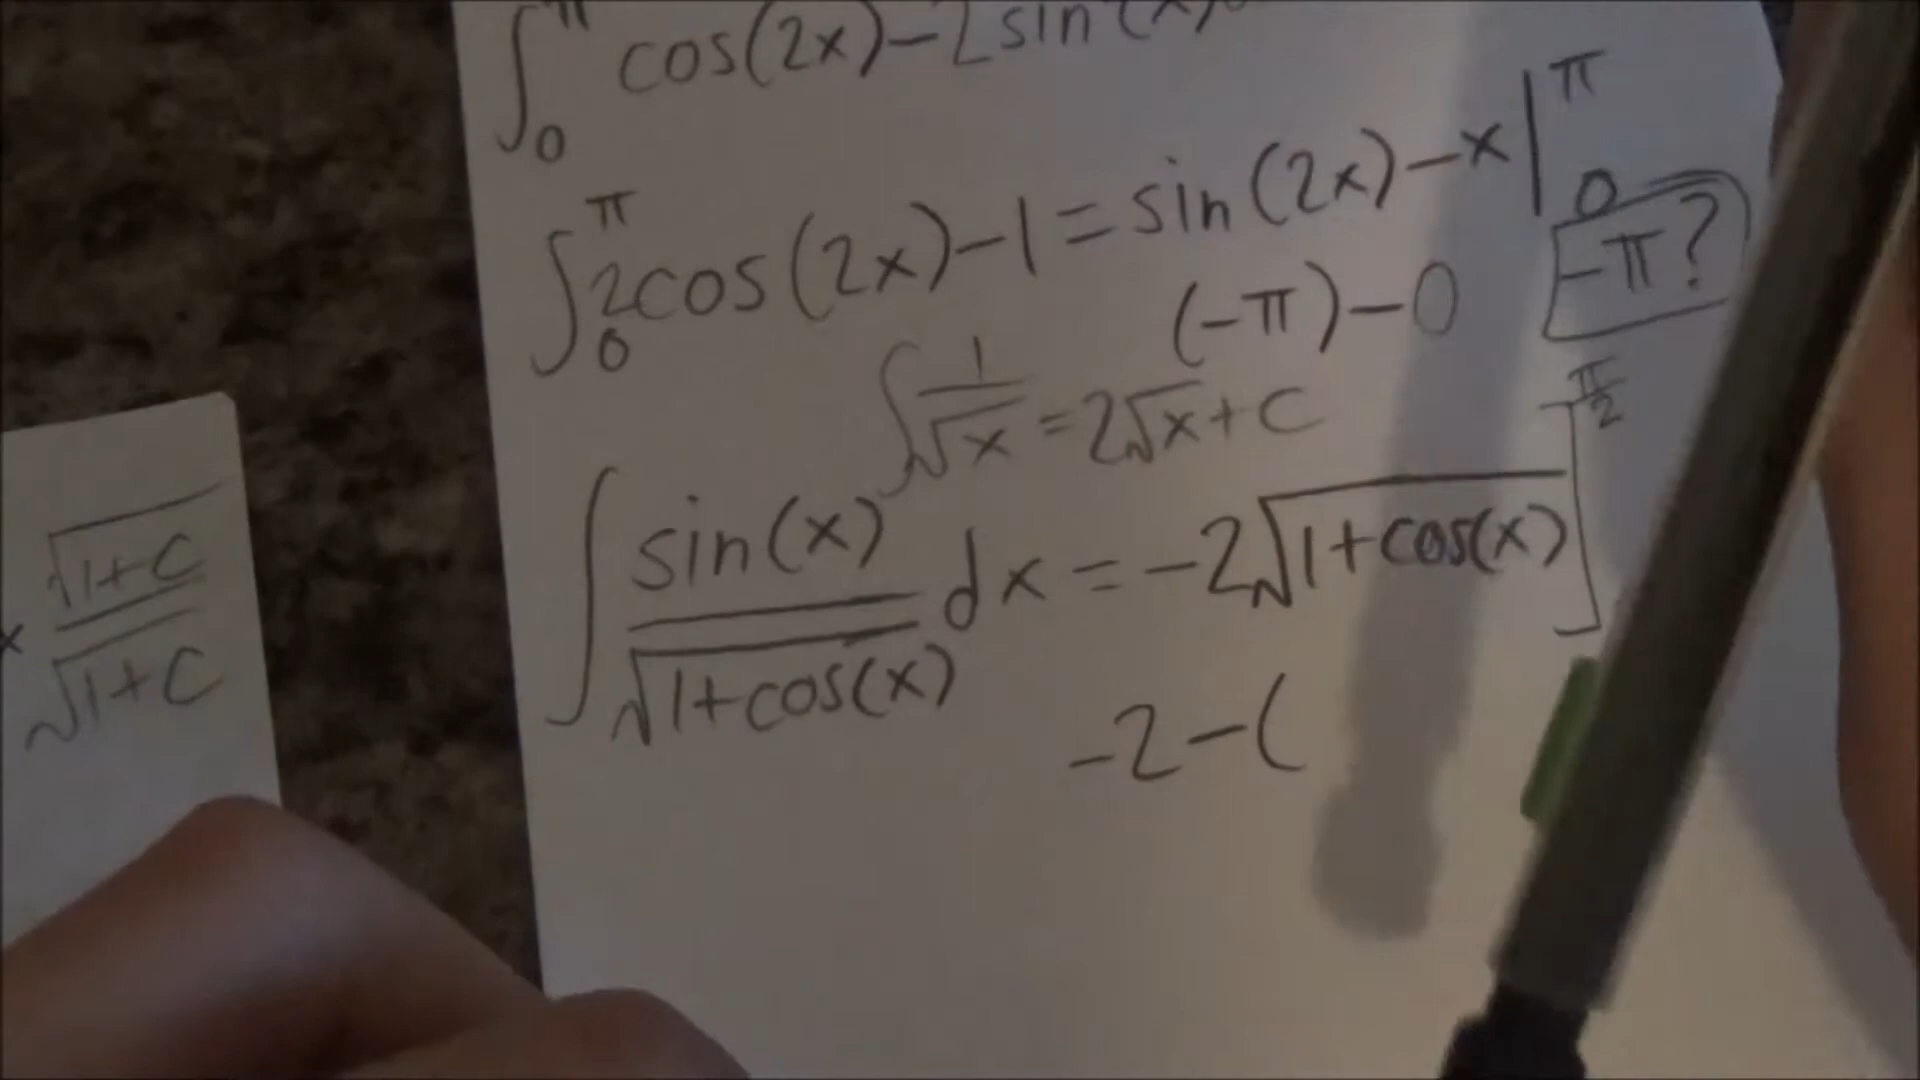 ∫₀^π cos(2x)-2sin(x)
∫₀^π 2cos(2x)-1=sin(2x)-x|₀^π
(-π)-0
-π?
∫ 1/√x = 2√x+C
∫ sin(x)/√(1+cos(x)) dx = -2√(1+cos(x)) ]^(π/2)
-2-(
x √(1+C)/√(1+C)